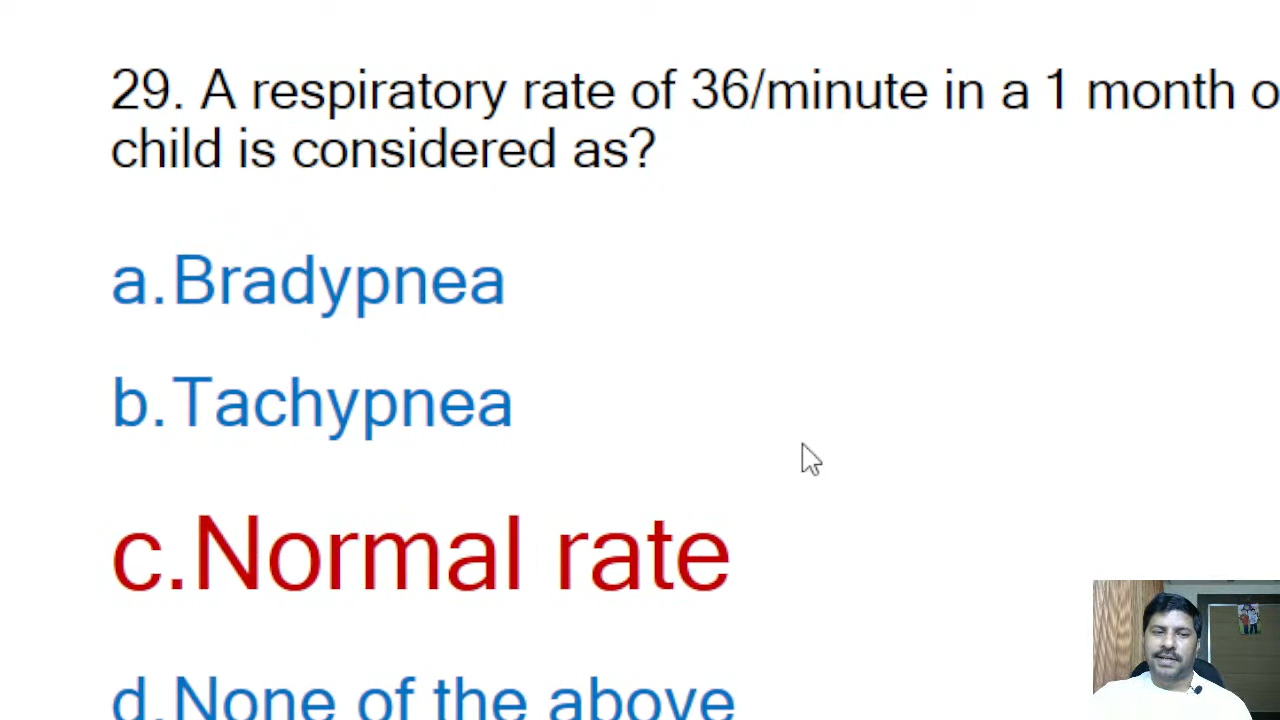 29. A respiratory rate of 36/minute in a 1 month
child is considered as?
a.Bradypnea
b.Tachypnea
c.Normal rate
d.None of the above